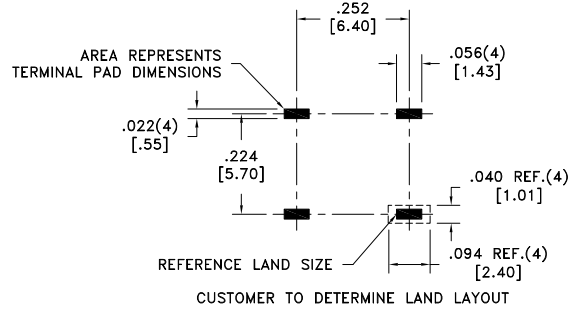 .252
[6.40]
AREA REPRESENTS
TERMINAL PAD DIMENSIONS
.056(4)
[1.43]
.022(4)
[.55]
.224
[5.70]
.040 REF.(4)
[1.01]
REFERENCE LAND SIZE
.094 REF.(4)
[2.40]
CUSTOMER TO DETERMINE LAND LAYOUT